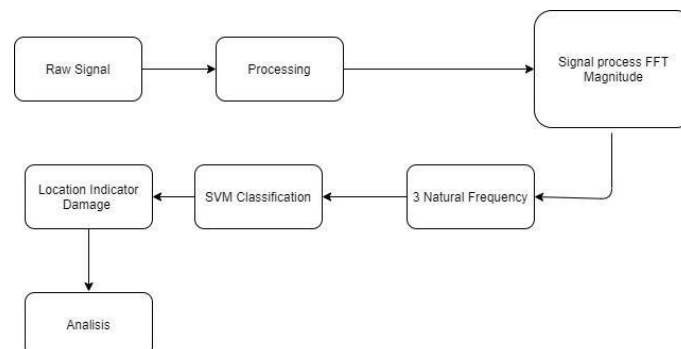 Raw Signal
Processing
Signal process FFT
Magnitude
3 Natural Frequency
SVM Classification
Location Indicator
Damage
Analisis